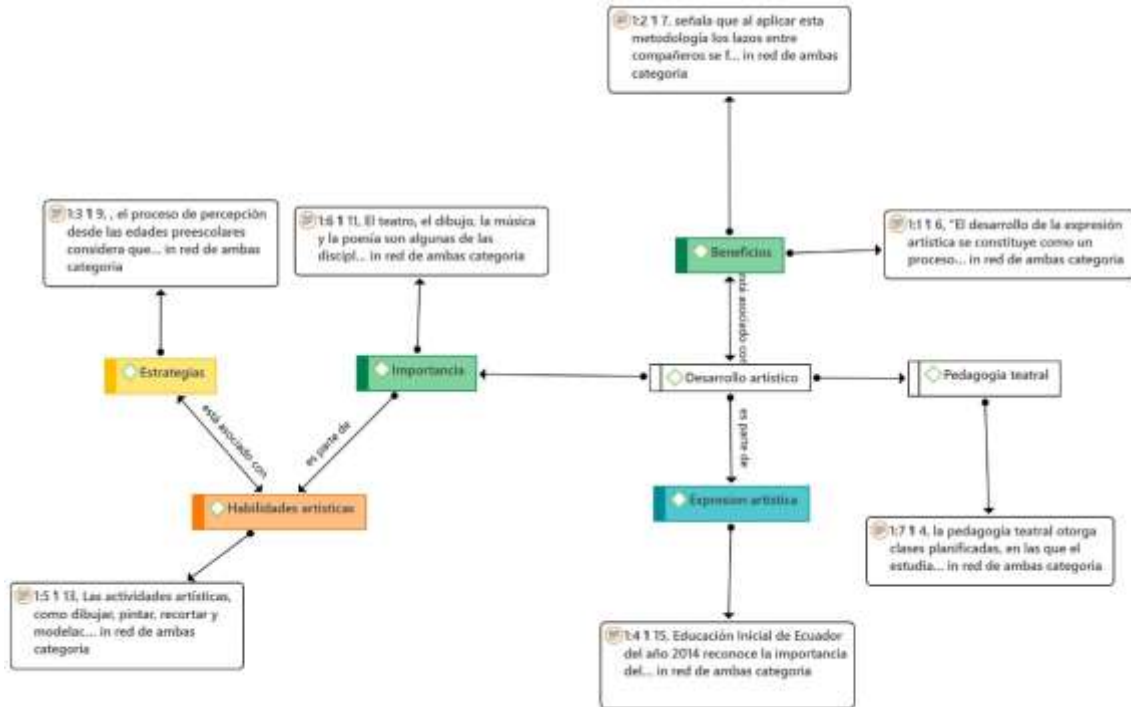 1:2 ¶ 7, señala que al aplicar esta
metodología los lazos entre
compañeros se f... in red de ambas
categoria
1:3 ¶ 9, , el proceso de percepción
desde las edades preescolares
considera que... in red de ambas
categoria
1:6 ¶ 11, El teatro, el dibujo, la música
y la poesía son algunas de las
discipl... in red de ambas categoria
1:1 ¶ 6, "El desarrollo de la expresión
artística se constituye como un
proceso... in red de ambas
categoria
Beneficios
está asociado con
Estrategias
Importancia
Desarrollo artístico
Pedagogía teatral
está asociado con
es parte de
es parte de
Habilidades artísticas
Expresion artística
1:7 ¶ 4, la pedagogía teatral otorga
clases planificadas, en las que el
estudia... in red de ambas
categoria
1:5 ¶ 13, Las actividades artísticas,
como dibujar, pintar, recortar y
modelac... in red de ambas
categoria
1:4 ¶ 15, Educación Inicial de Ecuador
del año 2014 reconoce la importancia
del... in red de ambas categoria